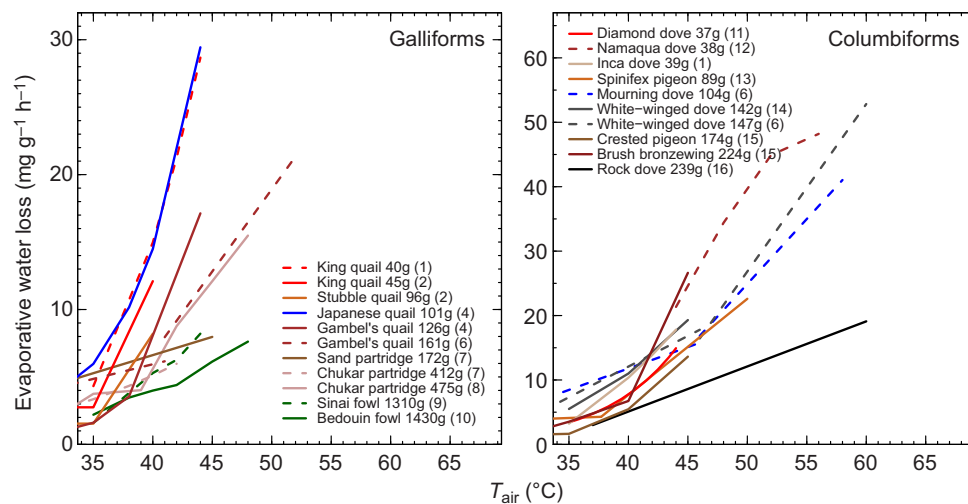 Galliforms
Columbiforms
Evaporative water loss (mg g⁻¹ h⁻¹)
30
20
10
0
King quail 40g (1)
King quail 45g (2)
Stubble quail 96g (2)
Japanese quail 101g (4)
Gambel's quail 126g (4)
Gambel's quail 161g (6)
Sand partridge 172g (7)
Chukar partridge 412g (7)
Chukar partridge 475g (8)
Sinai fowl 1310g (9)
Bedouin fowl 1430g (10)
35 40 45 50 55 60 65
60
50
40
30
20
10
0
Diamond dove 37g (11)
Namaqua dove 38g (12)
Inca dove 39g (1)
Spinifex pigeon 89g (13)
Mourning dove 104g (6)
White−winged dove 142g (14)
White−winged dove 147g (6)
Crested pigeon 174g (15)
Brush bronzewing 224g (15)
Rock dove 239g (16)
35 40 45 50 55 60 65
Tair (°C)